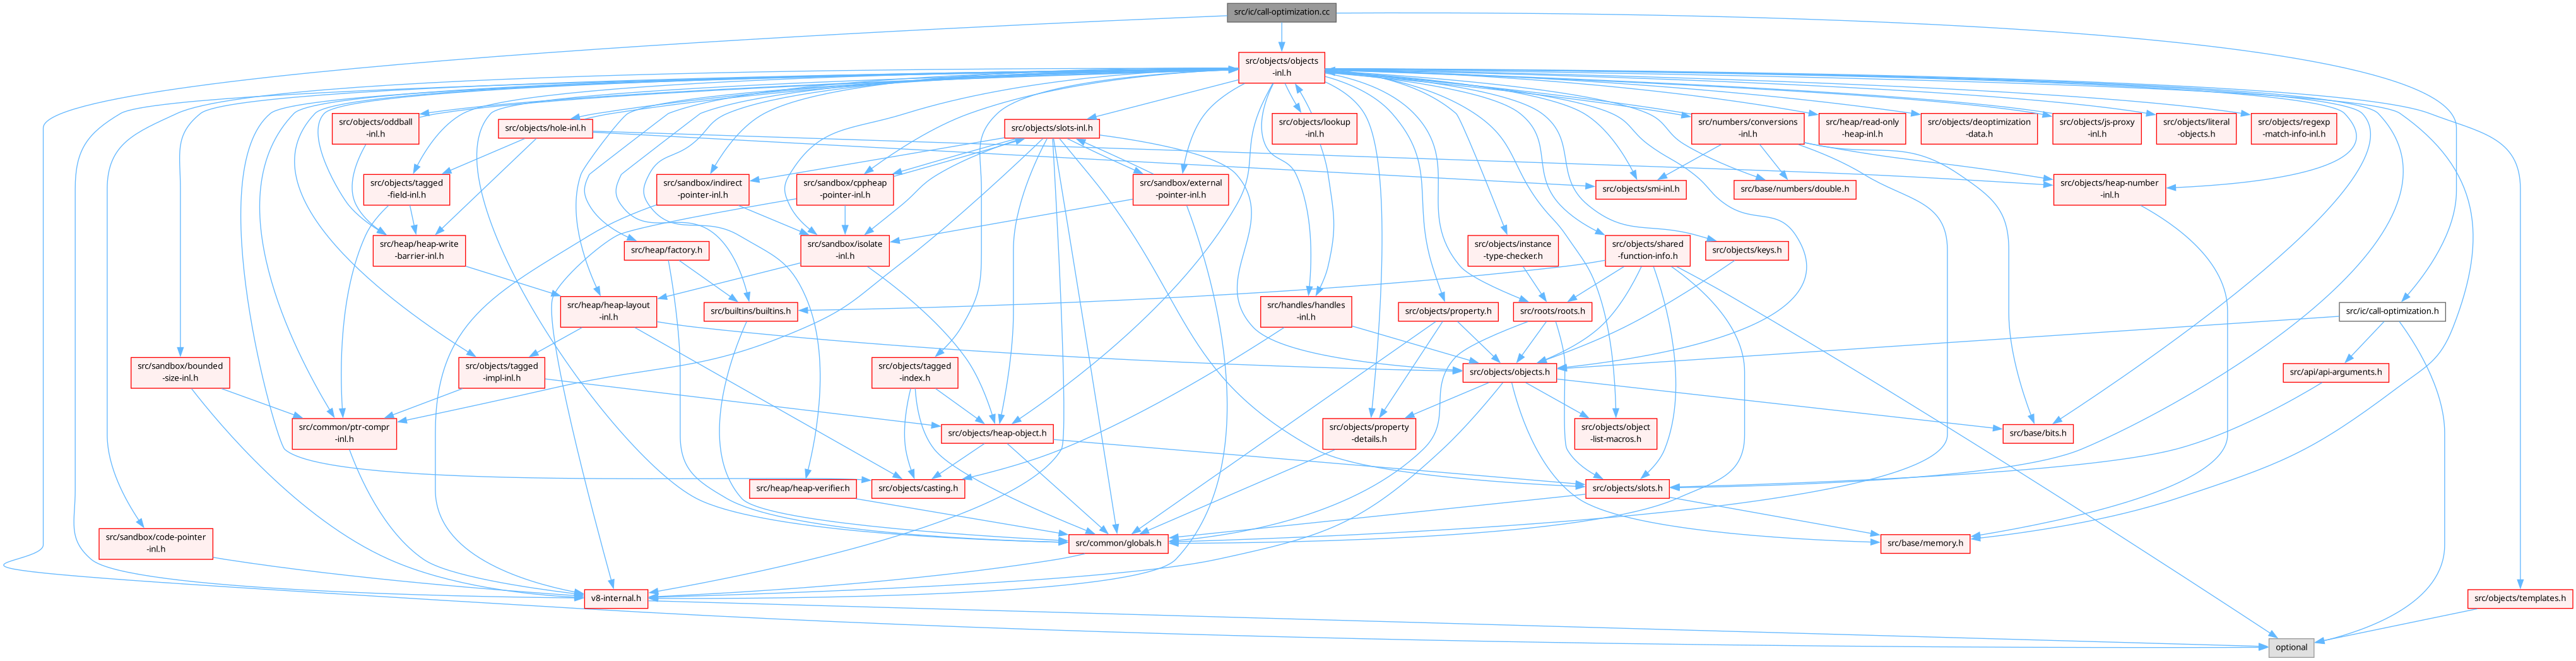 src/ic/call-optimization.cc
src/objects/objects
-inl.h
src/objects/oddball
-inl.h
src/objects/hole-inl.h
src/objects/slots-inl.h
src/objects/lookup
-inl.h
src/numbers/conversions
-inl.h
src/heap/read-only
-heap-inl.h
src/objects/deoptimization
-data.h
src/objects/js-proxy
-inl.h
src/objects/literal
-objects.h
src/objects/regexp
-match-info-inl.h
src/objects/tagged
-field-inl.h
src/sandbox/indirect
-pointer-inl.h
src/sandbox/cppheap
-pointer-inl.h
src/sandbox/external
-pointer-inl.h
src/objects/smi-inl.h
src/base/numbers/double.h
src/objects/heap-number
-inl.h
src/heap/heap-write
-barrier-inl.h
src/heap/factory.h
src/sandbox/isolate
-inl.h
src/objects/instance
-type-checker.h
src/objects/shared
-function-info.h
src/objects/keys.h
src/heap/heap-layout
-inl.h
src/builtins/builtins.h
src/handles/handles
-inl.h
src/objects/property.h
src/roots/roots.h
src/ic/call-optimization.h
src/sandbox/bounded
-size-inl.h
src/objects/tagged
-impl-inl.h
src/objects/tagged
-index.h
src/objects/objects.h
src/api/api-arguments.h
src/common/ptr-compr
-inl.h
src/objects/heap-object.h
src/objects/property
-details.h
src/objects/object
-list-macros.h
src/base/bits.h
src/heap/heap-verifier.h
src/objects/casting.h
src/objects/slots.h
src/sandbox/code-pointer
-inl.h
src/common/globals.h
src/base/memory.h
v8-internal.h
src/objects/templates.h
optional